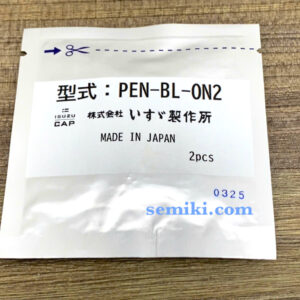 型式：PEN-BL-ON2
ISUZU
CAP
株式会社 いすゞ製作所
MADE IN JAPAN
2pcs
0325
semiki.com